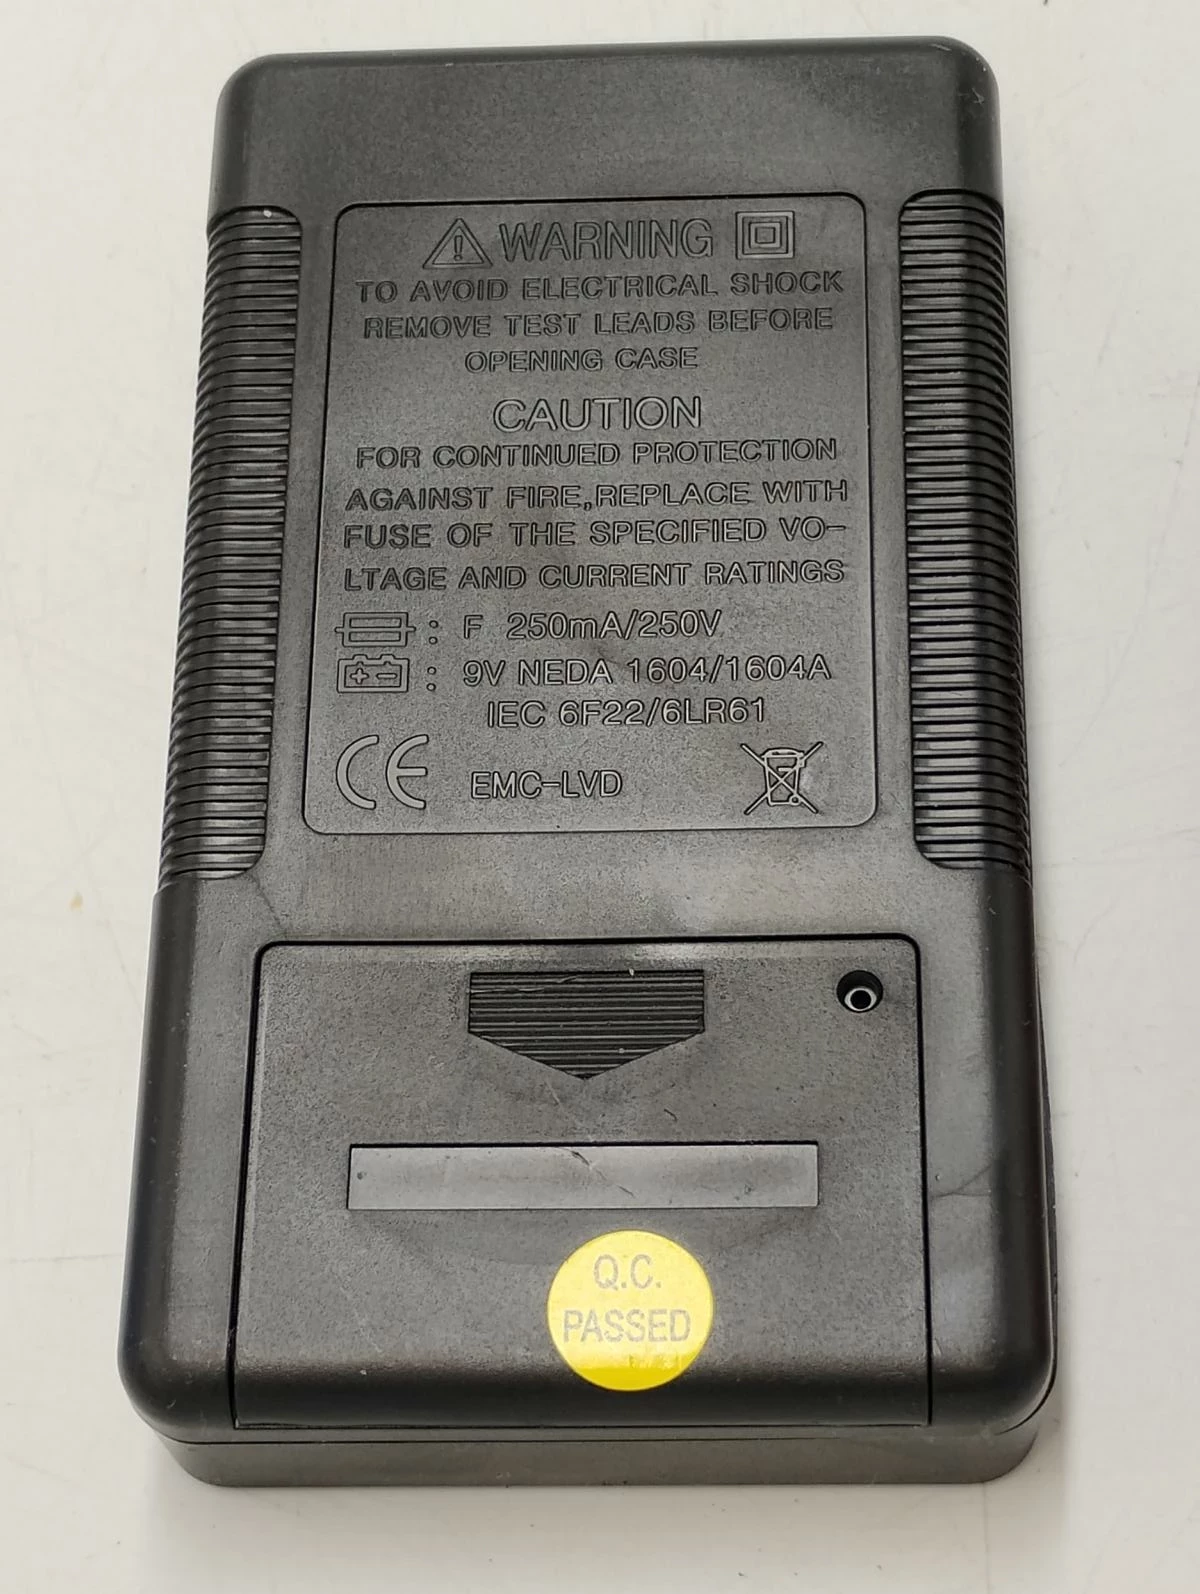 WARNING
TO AVOID ELECTRICAL SHOCK
REMOVE TEST LEADS BEFORE
OPENING CASE
CAUTION
FOR CONTINUED PROTECTION
AGAINST FIRE,REPLACE WITH
FUSE OF THE SPECIFIED VO-
LTAGE AND CURRENT RATINGS
: F 250mA/250V
: 9V NEDA 1604/1604A
IEC 6F22/6LR61
CE EMC-LVD
Q.C.
PASSED